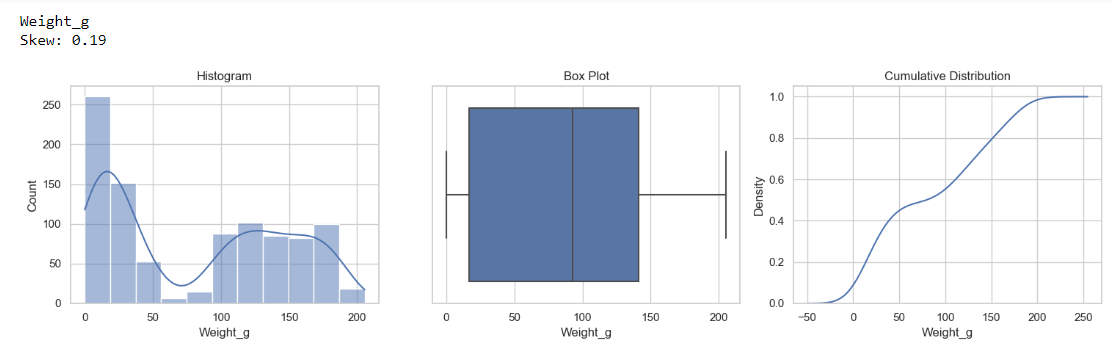 Weight_g
Skew: 0.19
Histogram
250
200
150
100
50
0
Count
0 50 100 150 200
Weight_g
Box Plot
0 50 100 150 200
Weight_g
Cumulative Distribution
1.0
0.8
0.6
0.4
0.2
0.0
Density
−50 0 50 100 150 200 250
Weight_g